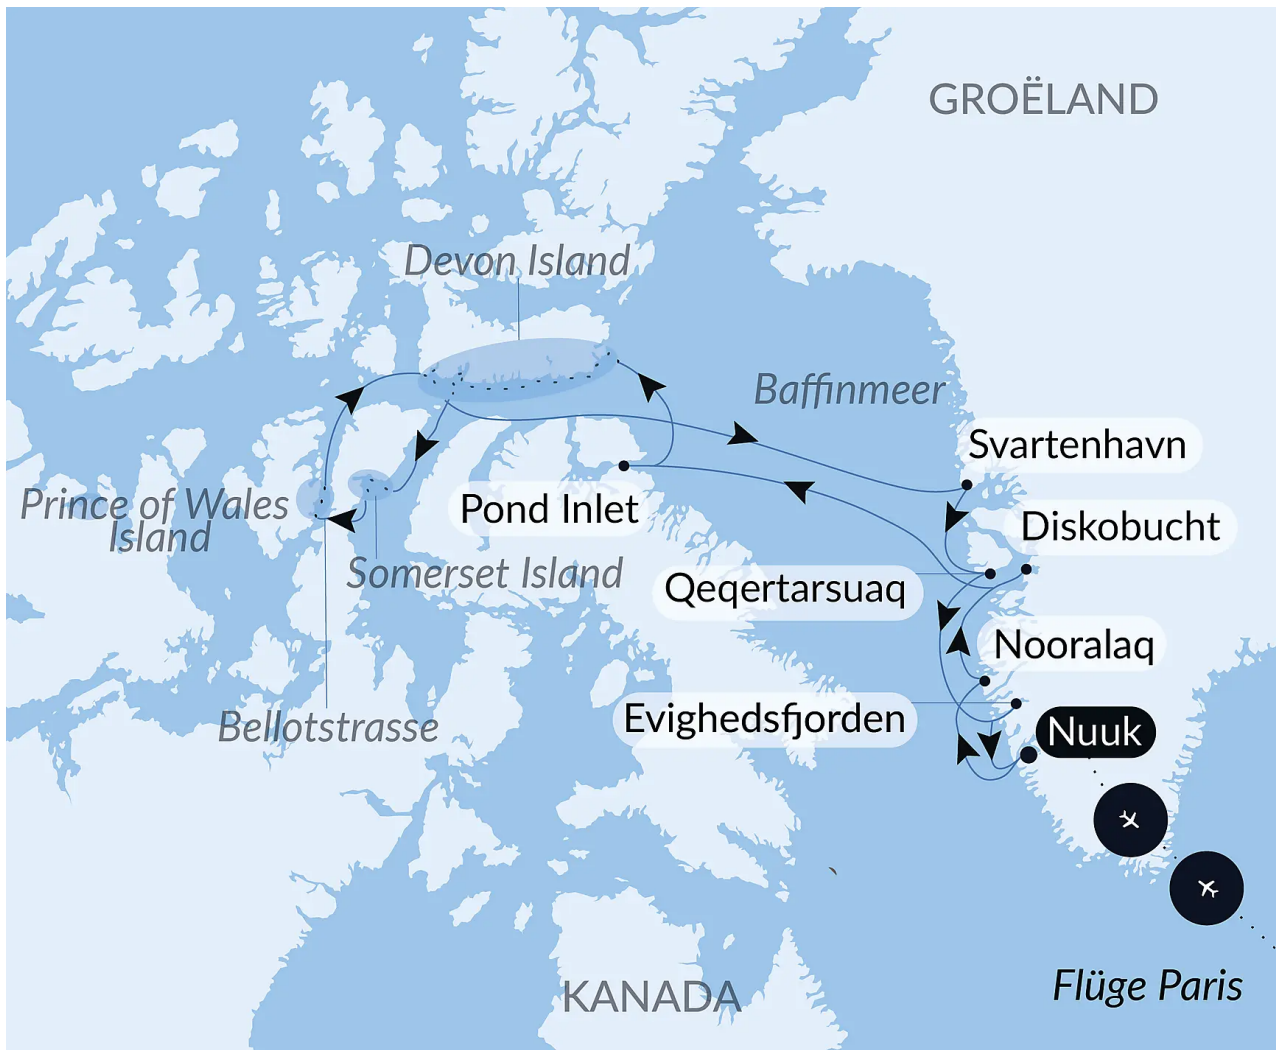 GROËLAND
Devon Island
Baffinmeer
Svartenhavn
Prince of Wales
Island
Pond Inlet
Diskobucht
Somerset Island
Qeqertarsuaq
Nooralaq
Bellotstrasse
Evighedsfjorden
Nuuk
Flüge Paris
KANADA